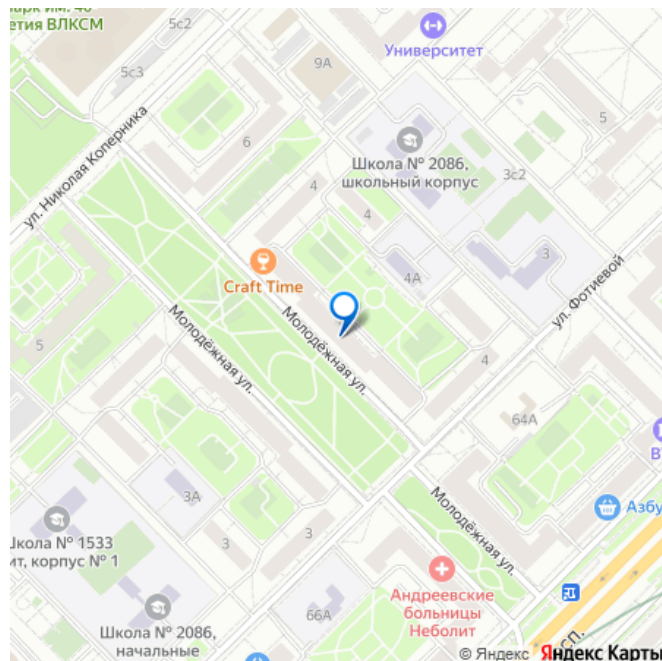 парк им. 40-
летия ВЛКСМ
5с2
5с3
9А
Университет
5
ул. Николая Коперника
6
Школа № 2086,
школьный корпус
4
3с2
4
3
4А
Craft Time
ул. Фотиевой
Молодёжная ул.
Молодёжная ул.
5
4
64А
В
3А
Азбу
Молодёжная ул.
Школа № 1533
ит, корпус № 1
3
3
Андреевские
больницы
Неболит
66А
Школа № 2086,
начальные
СП.
© Яндекс Яндекс Карты